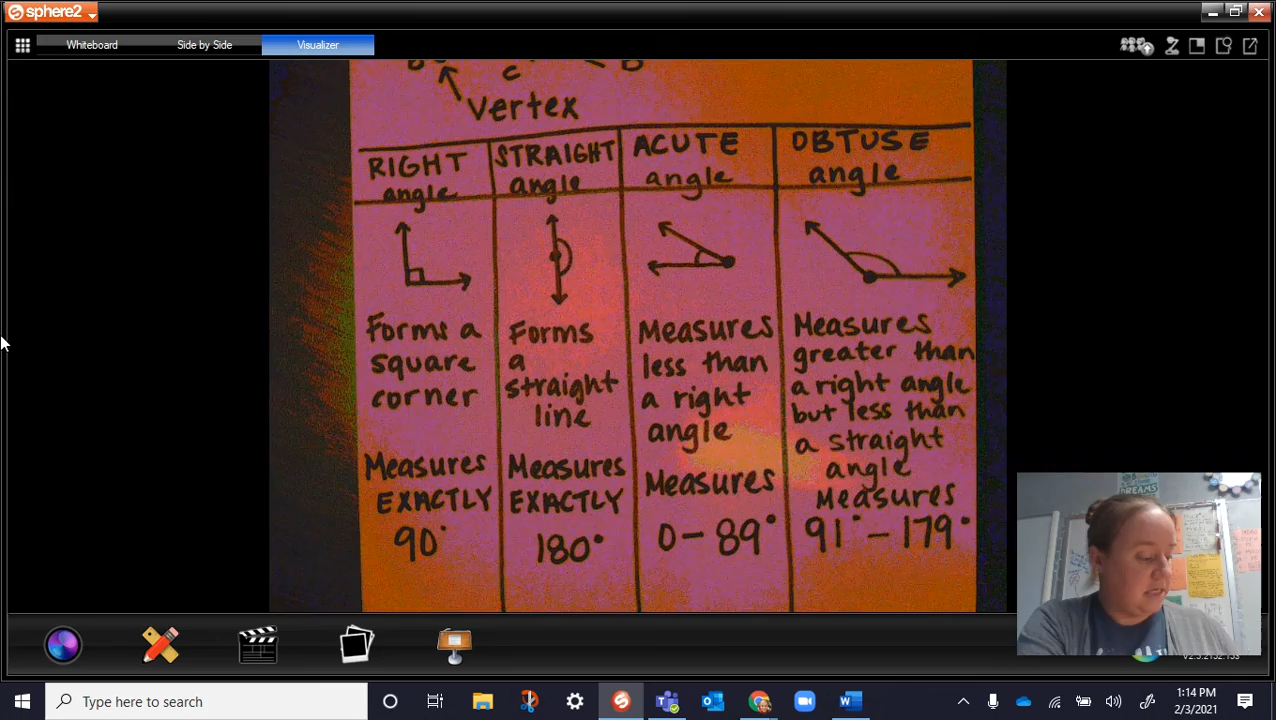 sphere2
Whiteboard Side by Side Visualizer
Vertex
RIGHT angle
STRAIGHT angle
ACUTE angle
OBTUSE angle
Forms a
square
corner
Measures
EXACTLY
90°
Forms
a
straight
line
Measures
EXACTLY
180°
Measures
less than
a right
angle
Measures
0-89°
Measures
greater than
a right angle
but less than
a straight
angle
Measures
91°-179°
DREAMS
Type here to search
1:14 PM
2/3/2021